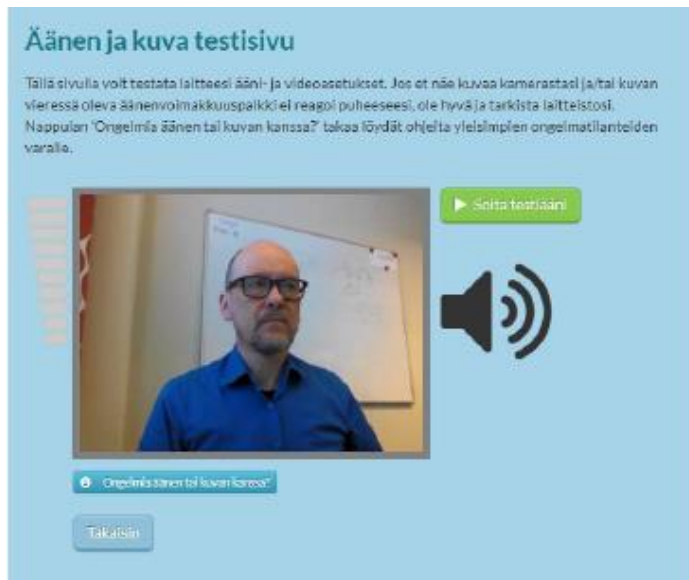 Äänen ja kuva testisivu
Tällä sivulla voit testata laitteesi ääni- ja videoasetukset. Jos et näe kuvaa kamerastasi ja/tai kuvan
vieressä oleva äänenvoimakkuuspalkki ei reagoi puheeseesi, ole hyvä ja tarkista laitteistosi.
Nappulan 'Ongelmia äänen tai kuvan kanssa?' takaa löydät ohjeita yleisimpien ongelmatilanteiden
varalle.
Soita testiääni
Ongelmia äänen tai kuvan kanssa?
Takaisin